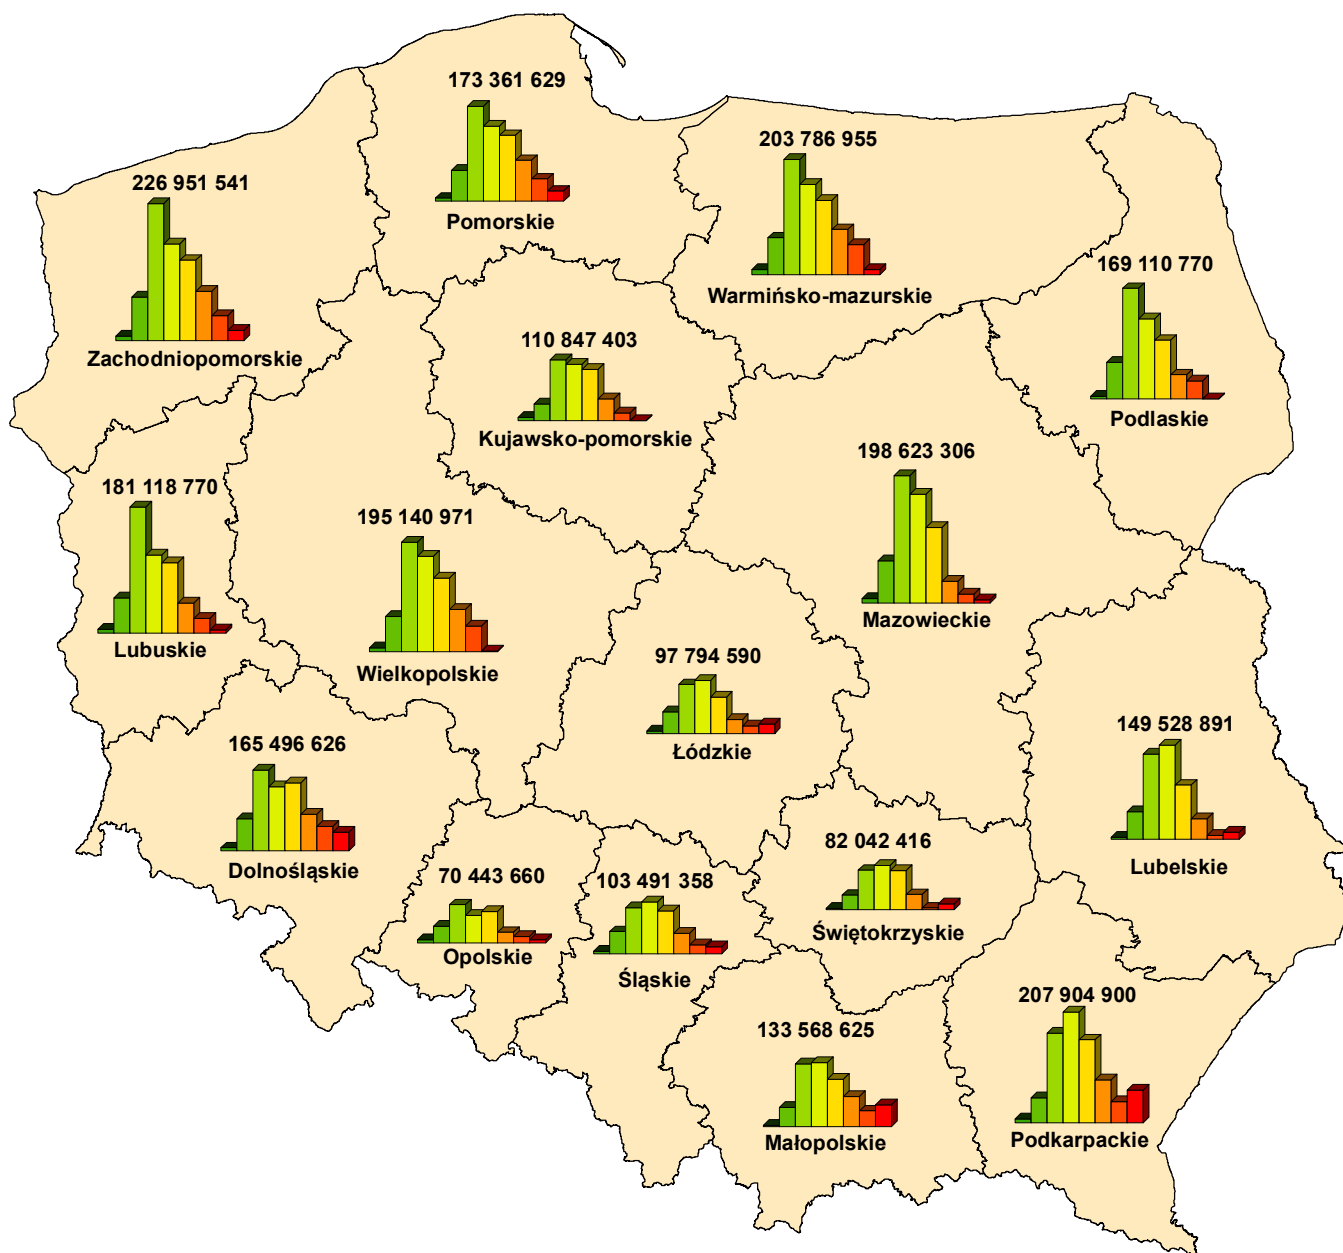 173 361 629
Pomorskie
203 786 955
Warmińsko-mazurskie
226 951 541
Zachodniopomorskie
169 110 770
Podlaskie
110 847 403
Kujawsko-pomorskie
198 623 306
Mazowieckie
181 118 770
Lubuskie
195 140 971
Wielkopolskie
97 794 590
Łódzkie
149 528 891
Lubelskie
165 496 626
Dolnośląskie
82 042 416
Świętokrzyskie
70 443 660
Opolskie
103 491 358
Śląskie
207 904 900
Podkarpackie
133 568 625
Małopolskie